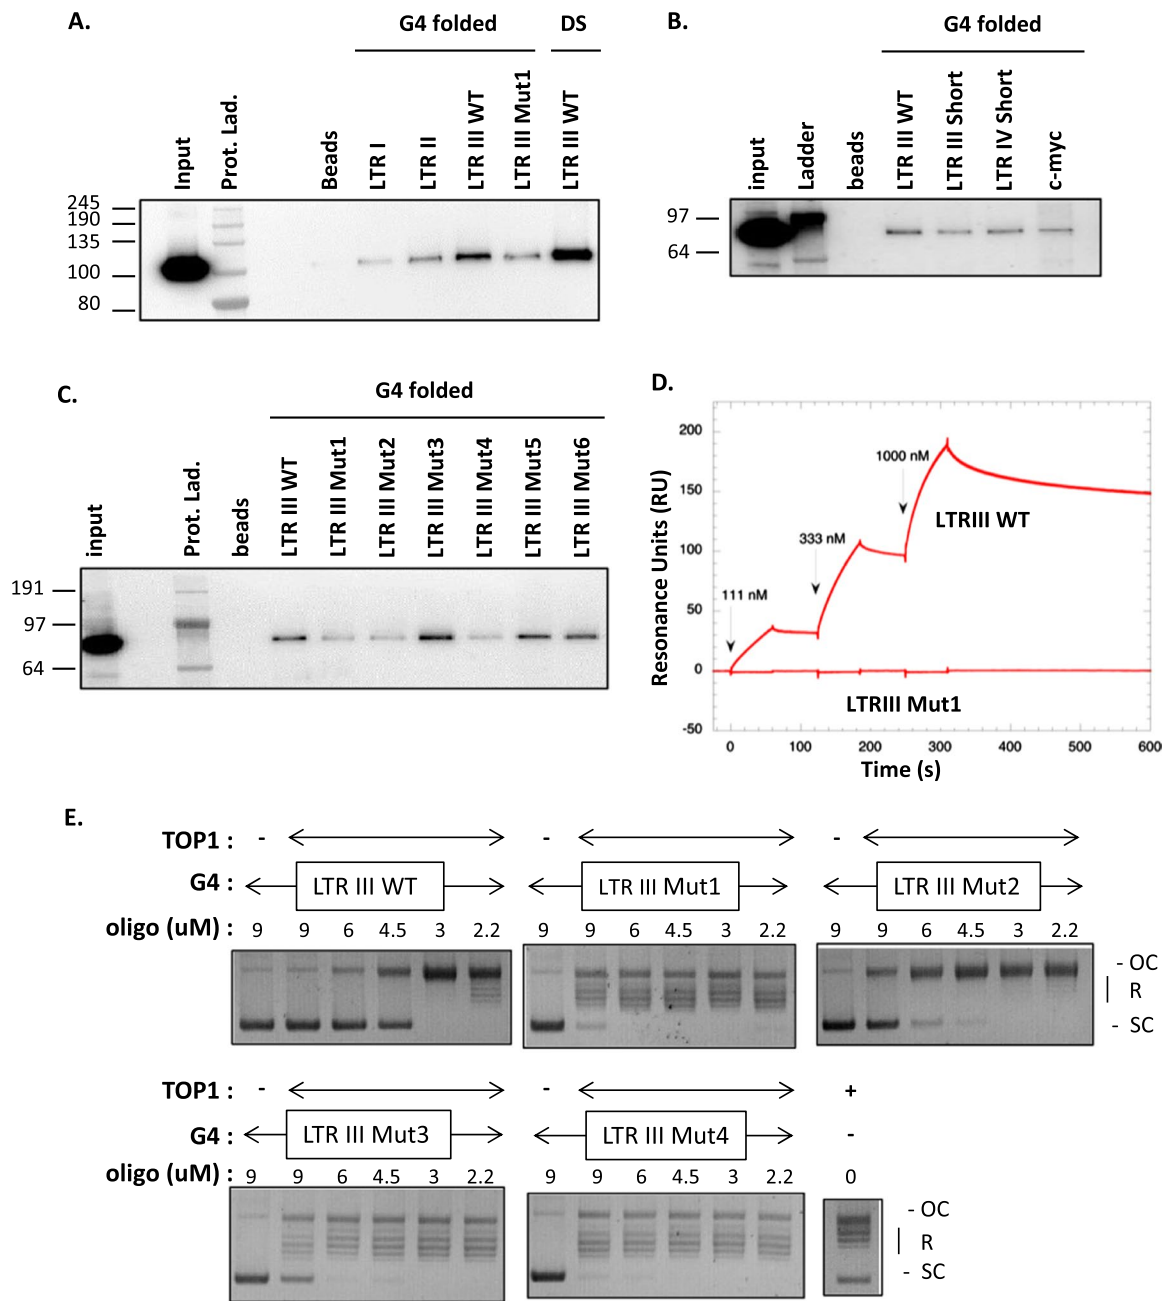 A.
G4 folded
DS
Input
Prot. Lad.
Beads
LTR I
LTR II
LTR III WT
LTR III Mut1
LTR III WT
245
190
135
100
80
B.
G4 folded
input
Ladder
beads
LTR III WT
LTR III Short
LTR IV Short
c-myc
97
64
C.
G4 folded
input
Prot. Lad.
beads
LTR III WT
LTR III Mut1
LTR III Mut2
LTR III Mut3
LTR III Mut4
LTR III Mut5
LTR III Mut6
191
97
64
D.
Resonance Units (RU)
200
150
100
50
0
-50
111 nM
333 nM
1000 nM
LTRIII WT
LTRIII Mut1
0 100 200 300 400 500 600
Time (s)
E.
TOP1 : - - -
G4 : LTR III WT LTR III Mut1 LTR III Mut2
oligo (uM) 9 9 6 4.5 3 2.2 9 9 6 4.5 3 2.2 9 9 6 4.5 3 2.2
- OC
R
- SC
TOP1 : - - +
G4 : LTR III Mut3 LTR III Mut4 -
oligo (uM) : 9 9 6 4.5 3 2.2 9 9 6 4.5 3 2.2 0
- OC
R
- SC